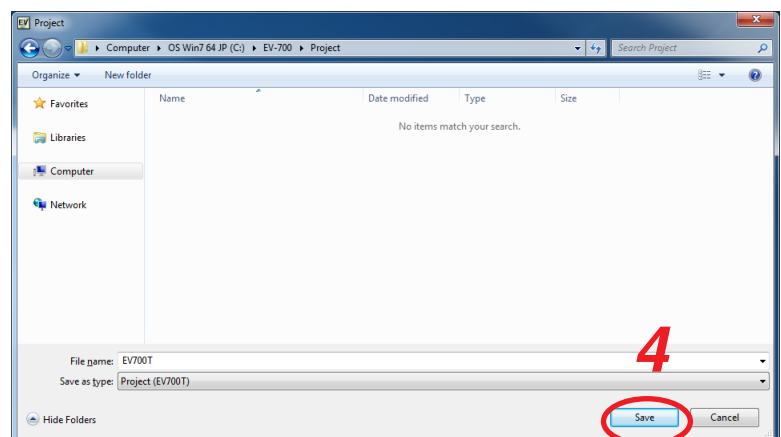 EV Project
Computer ▸ OS Win7 64 JP (C:) ▸ EV-700 ▸ Project
Search Project
Organize ▾ New folder
Name Date modified Type Size
No items match your search.
Favorites
Libraries
Computer
Network
File name: EV700T
Save as type: Project (EV700T)
4
Hide Folders
Save Cancel